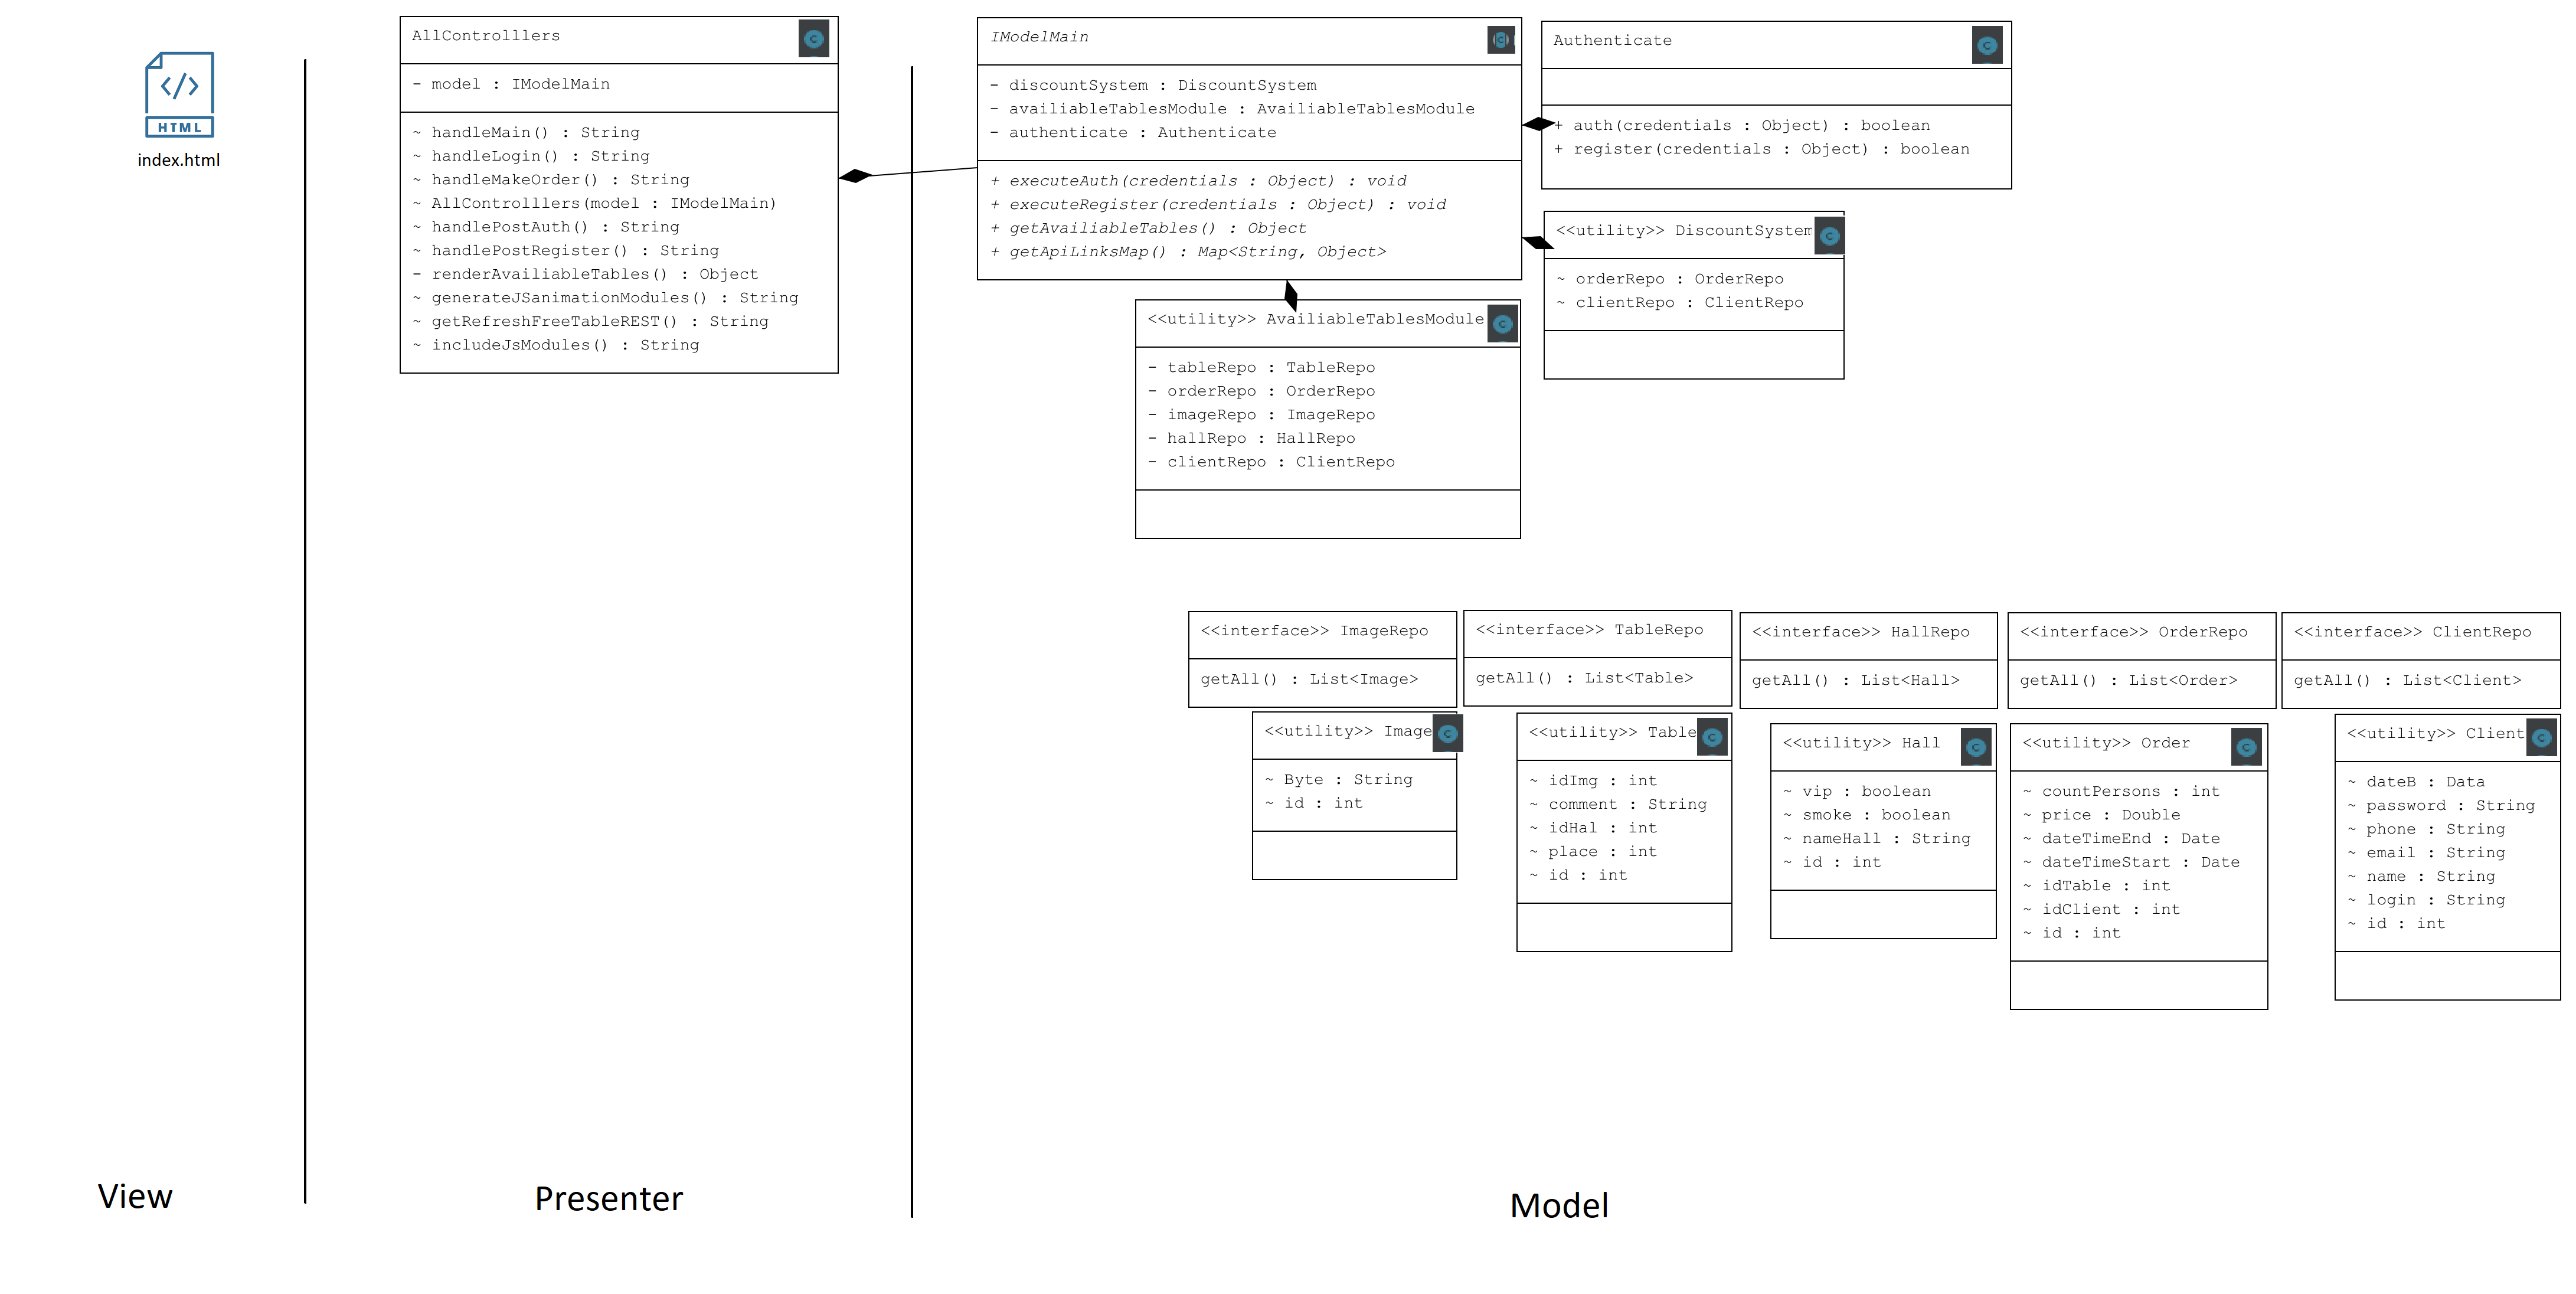 HTML
index.html
View
AllControlllers
- model : IModelMain
~ handleMain() : String
~ handleLogin() : String
~ handleMakeOrder() : String
~ AllControlllers(model : IModelMain)
~ handlePostAuth() : String
~ handlePostRegister() : String
- renderAvailiableTables() : Object
~ generateJSanimationModules() : String
~ getRefreshFreeTableREST() : String
~ includeJsModules() : String
Presenter
IModelMain
- discountSystem : DiscountSystem
- availiableTablesModule : AvailiableTablesModule
- authenticate : Authenticate
+ executeAuth(credentials : Object) : void
+ executeRegister(credentials : Object) : void
+ getAvailiableTables() : Object
+ getApiLinksMap() : Map<String, Object>
Authenticate
+ auth(credentials : Object) : boolean
+ register(credentials : Object) : boolean
<<utility>> DiscountSystem
~ orderRepo : OrderRepo
~ clientRepo : ClientRepo
<<utility>> AvailiableTablesModule
- tableRepo : TableRepo
- orderRepo : OrderRepo
- imageRepo : ImageRepo
- hallRepo : HallRepo
- clientRepo : ClientRepo
<<interface>> ImageRepo
getAll() : List<Image>
<<interface>> TableRepo
getAll() : List<Table>
<<interface>> HallRepo
getAll() : List<Hall>
<<interface>> OrderRepo
getAll() : List<Order>
<<interface>> ClientRepo
getAll() : List<Client>
<<utility>> Image
~ Byte : String
~ id : int
<<utility>> Table
~ idImg : int
~ comment : String
~ idHal : int
~ place : int
~ id : int
<<utility>> Hall
~ vip : boolean
~ smoke : boolean
~ nameHall : String
~ id : int
<<utility>> Order
~ countPersons : int
~ price : Double
~ dateTimeEnd : Date
~ dateTimeStart : Date
~ idTable : int
~ idClient : int
~ id : int
<<utility>> Client
~ dateB : Data
~ password : String
~ phone : String
~ email : String
~ name : String
~ login : String
~ id : int
Model